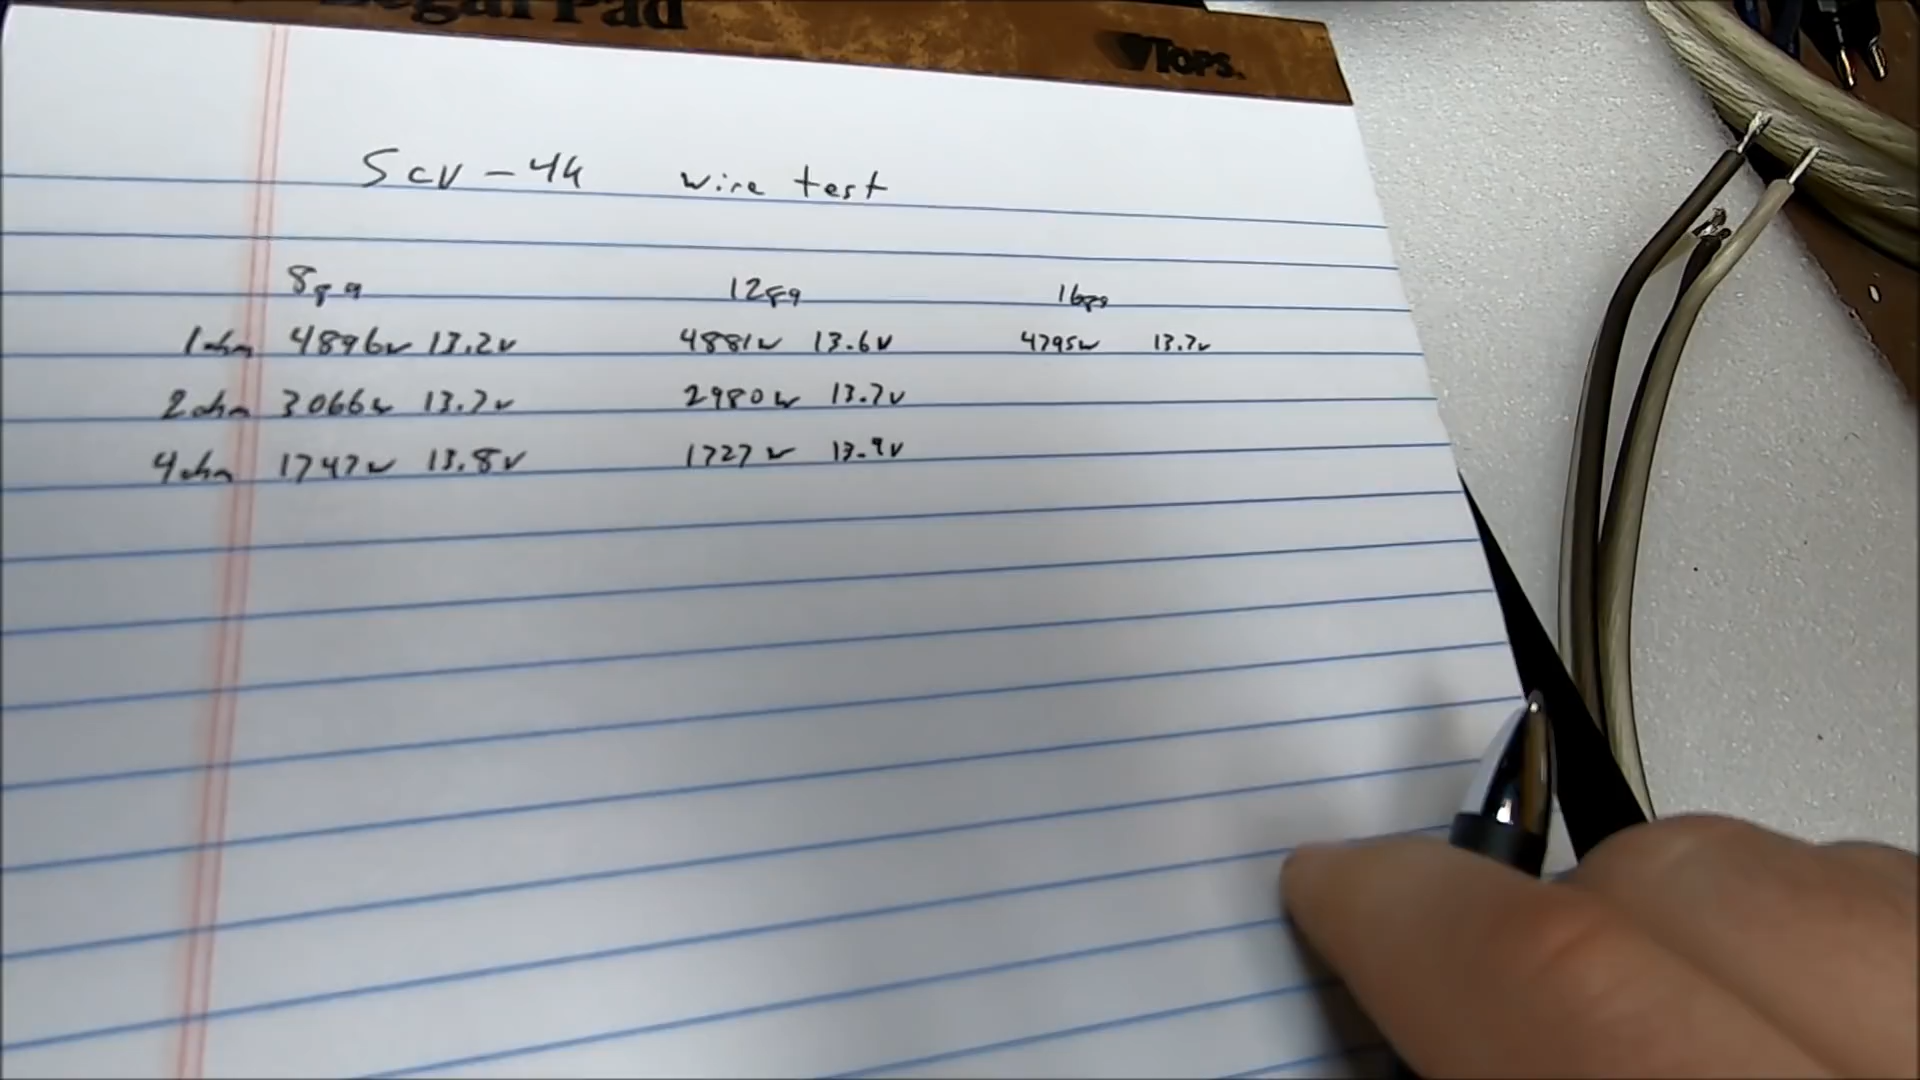 Legal Pad
TOPS.
SCV-4k wire test
8ga 12ga 16ga
1ohm 4896w 13.2v 4881w 13.6v 4795w 13.7v
2ohm 3066w 13.7v 2980w 13.7v
4ohm 1747w 13.8v 1727w 13.9v